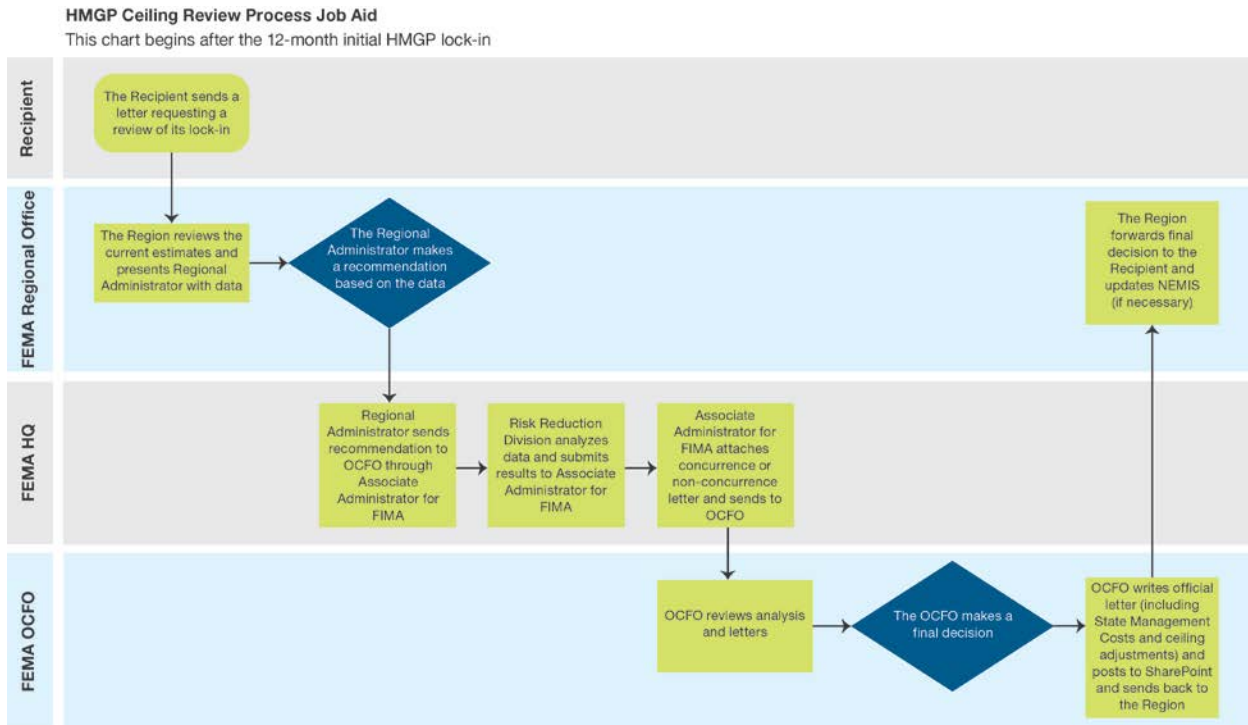 HMGP Ceiling Review Process Job Aid
This chart begins after the 12-month initial HMGP lock-in
Recipient
The Recipient sends a
letter requesting a
review of its lock-in
FEMA Regional Office
The Region reviews the
current estimates and
presents Regional
Administrator with data
The Regional
Administrator makes
a recommendation
based on the data
The Region
forwards final
decision to the
Recipient and
updates NEMIS
(if necessary)
FEMA HQ
Regional
Administrator sends
recommendation to
OCFO through
Associate
Administrator for
FIMA
Risk Reduction
Division analyzes
data and submits
results to Associate
Administrator for
FIMA
Associate
Administrator for
FIMA attaches
concurrence or
non-concurrence
letter and sends to
OCFO
FEMA OCFO
OCFO reviews analysis
and letters
The OCFO makes a
final decision
OCFO writes official
letter (including
State Management
Costs and ceiling
adjustments) and
posts to SharePoint
and sends back to
the Region